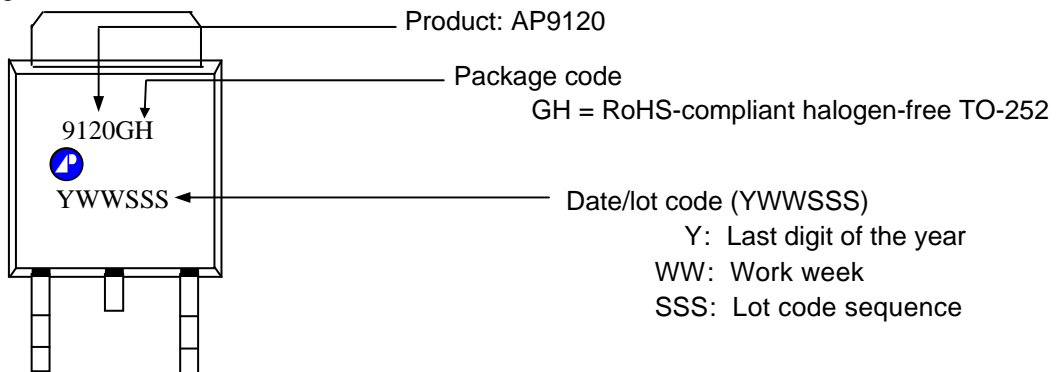 Product: AP9120
Package code
GH = RoHS-compliant halogen-free TO-252
9120GH
YWWSSS
Date/lot code (YWWSSS)
Y: Last digit of the year
WW: Work week
SSS: Lot code sequence